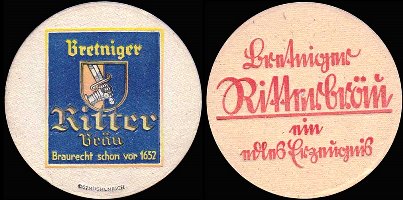 Bretniger
Ritter
Bräu
Braurecht schon vor 1652
Bretniger
Ritterbräu
ein
edles Erzeugnis